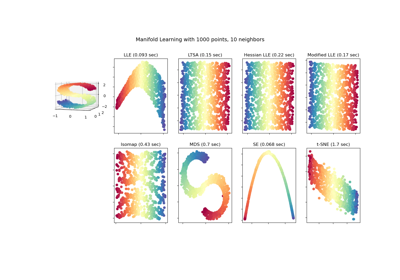 Manifold Learning with 1000 points, 10 neighbors
LLE (0.093 sec)
LTSA (0.15 sec)
Hessian LLE (0.22 sec)
Modified LLE (0.17 sec)
2
0
−2
−1 0 1 0 2
Isomap (0.43 sec)
MDS (0.7 sec)
SE (0.068 sec)
t-SNE (1.7 sec)